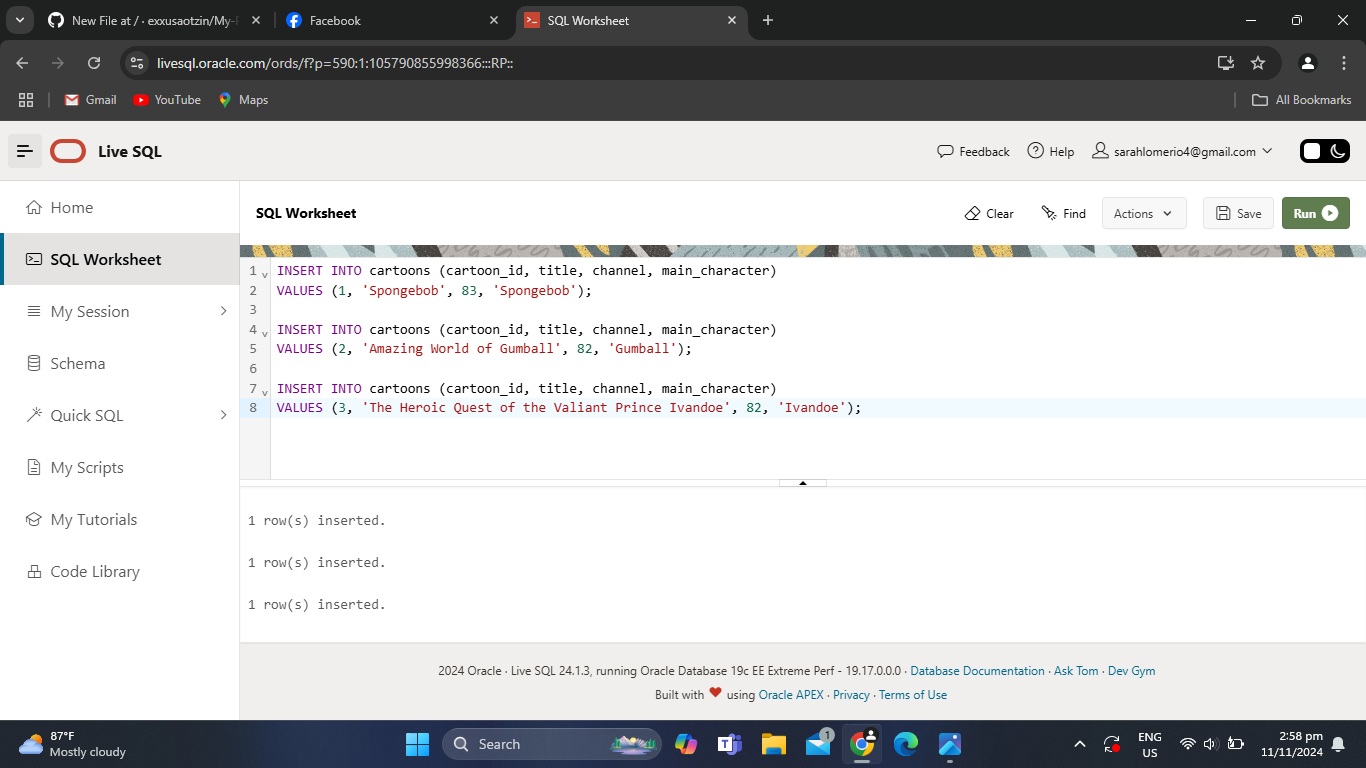 New File at / · exxusaotzin/My-
Facebook
SQL Worksheet
livesql.oracle.com/ords/f?p=590:1:105790855998366:::RP::
Gmail
YouTube
Maps
All Bookmarks
Live SQL
Feedback
Help
sarahlomerio4@gmail.com
Home
SQL Worksheet
My Session
Schema
Quick SQL
My Scripts
My Tutorials
Code Library
SQL Worksheet
Clear
Find
Actions
Save
Run
1 INSERT INTO cartoons (cartoon_id, title, channel, main_character)
2 VALUES (1, 'Spongebob', 83, 'Spongebob');
3
4 INSERT INTO cartoons (cartoon_id, title, channel, main_character)
5 VALUES (2, 'Amazing World of Gumball', 82, 'Gumball');
6
7 INSERT INTO cartoons (cartoon_id, title, channel, main_character)
8 VALUES (3, 'The Heroic Quest of the Valiant Prince Ivandoe', 82, 'Ivandoe');
1 row(s) inserted.
1 row(s) inserted.
1 row(s) inserted.
2024 Oracle · Live SQL 24.1.3, running Oracle Database 19c EE Extreme Perf - 19.17.0.0.0 · Database Documentation · Ask Tom · Dev Gym
Built with ❤ using Oracle APEX · Privacy · Terms of Use
87°F
Mostly cloudy
Search
1
ENG
US
2:58 pm
11/11/2024